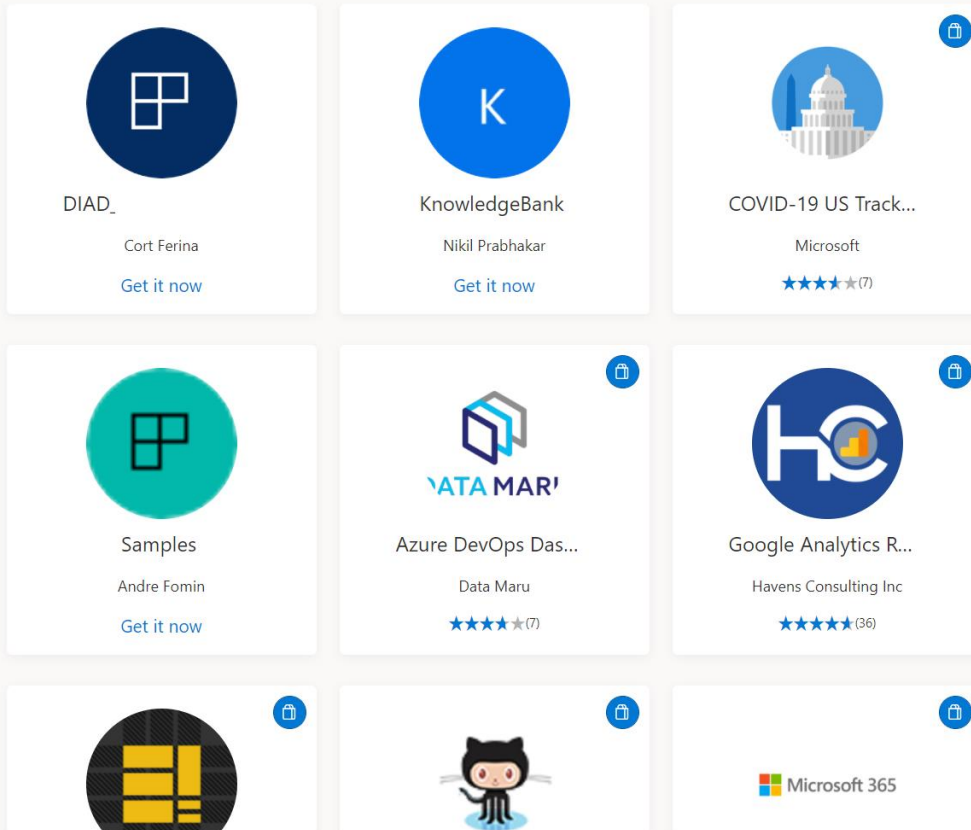 DIAD_
Cort Ferina
Get it now
K
KnowledgeBank
Nikil Prabhakar
Get it now
COVID-19 US Track...
Microsoft
(7)
Samples
Andre Fomin
Get it now
ATA MAR
Azure DevOps Das...
Data Maru
(7)
HC
Google Analytics R...
Havens Consulting Inc
(36)
Microsoft 365